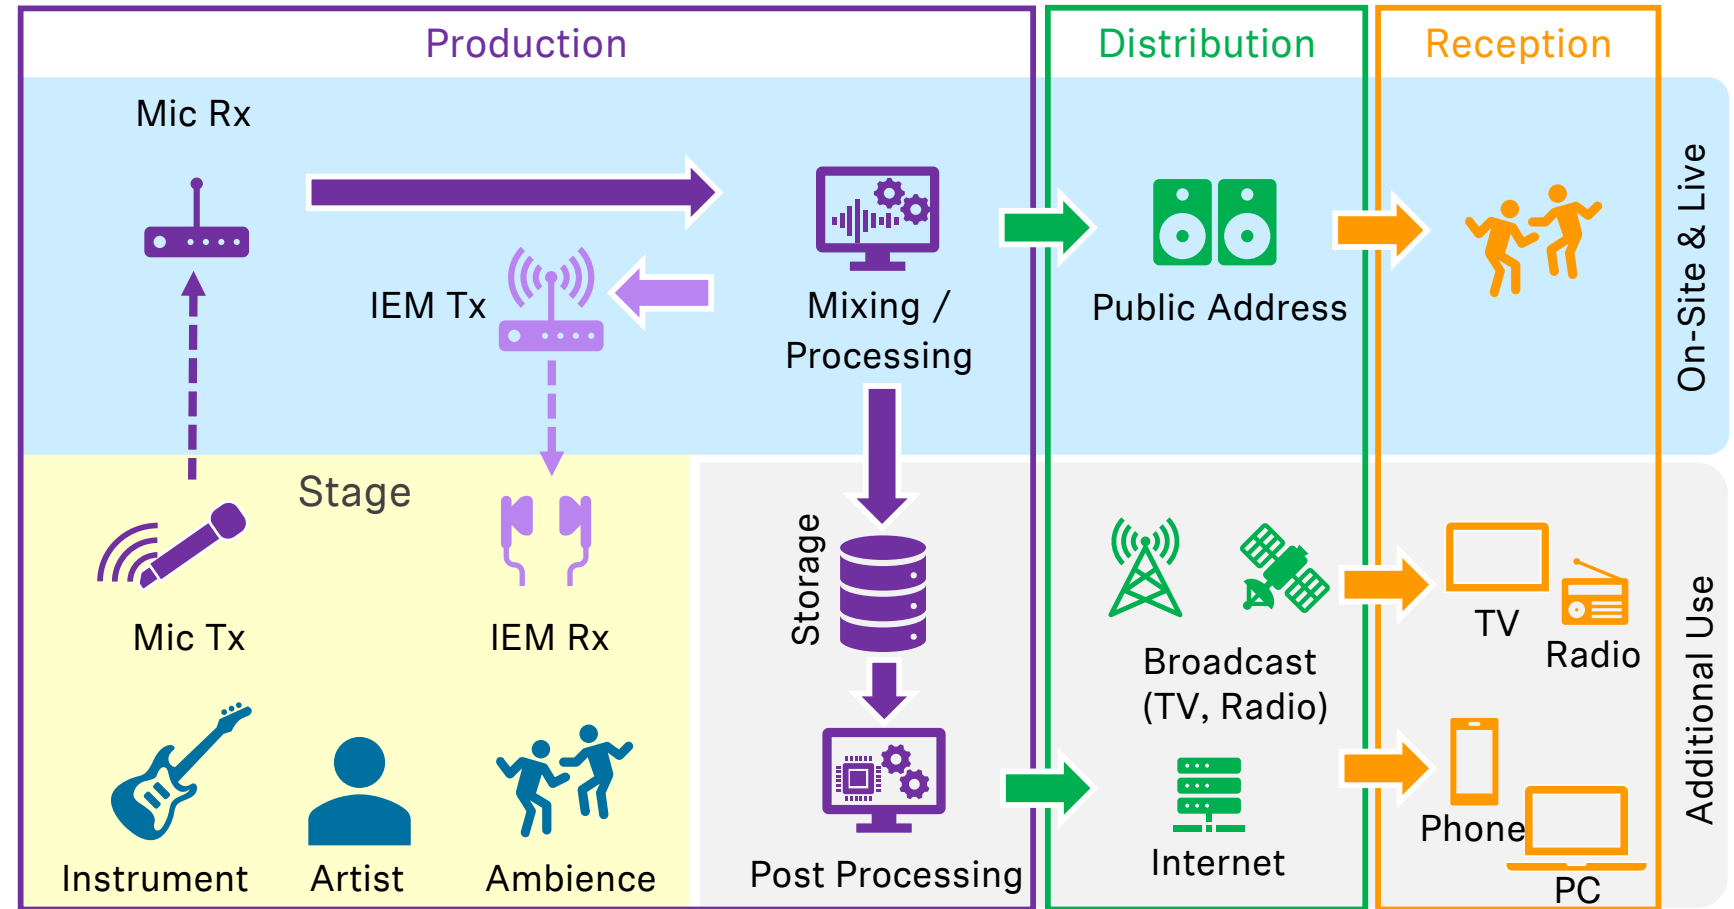 Production
Distribution
Reception
Mic Rx
IEM Tx
Mixing /
Processing
Public Address
On-Site & Live
Stage
Mic Tx
IEM Rx
Storage
Broadcast
(TV, Radio)
TV
Radio
Additional Use
Instrument
Artist
Ambience
Post Processing
Internet
Phone
PC